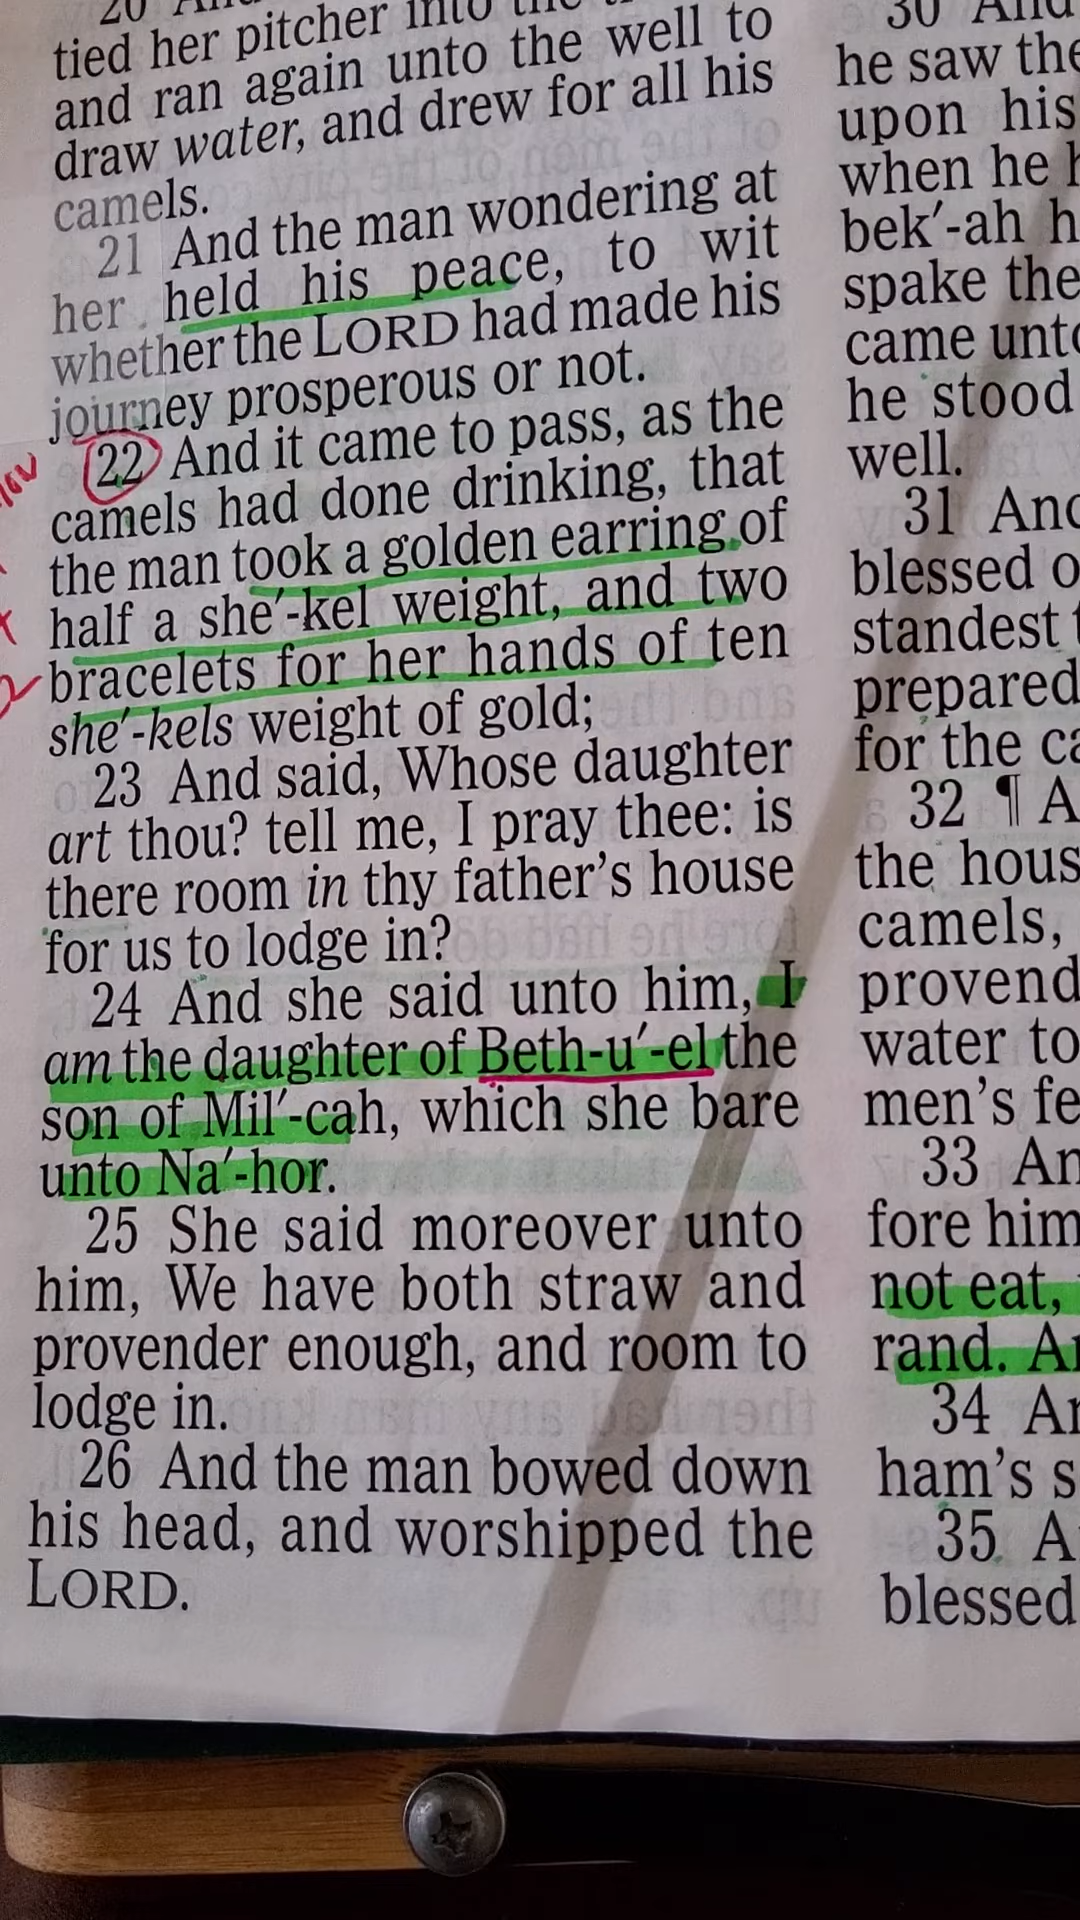 20 And
tied her pitcher into the
and ran again unto the well to
draw water, and drew for all his
camels.
21 And the man wondering at
her held his peace, to wit
whether the LORD had made his
journey prosperous or not.
22 And it came to pass, as the
camels had done drinking, that
the man took a golden earring of
half a she′-kel weight, and two
bracelets for her hands of ten
she′-kels weight of gold;
23 And said, Whose daughter
art thou? tell me, I pray thee: is
there room in thy father’s house
for us to lodge in?
24 And she said unto him, I
am the daughter of Beth-u′-el the
son of Mil′-cah, which she bare
unto Na′-hor.
25 She said moreover unto
him, We have both straw and
provender enough, and room to
lodge in.
26 And the man bowed down
his head, and worshipped the
LORD.
30 And
he saw the
upon his
when he
bek′-ah
spake the
came unto
he stood
well.
31 And
blessed
standest
prepared
for the
32 ¶
the
camels,
provend
water to
men’s
33
fore him
not eat,
rand.
34
ham’s
35
blessed